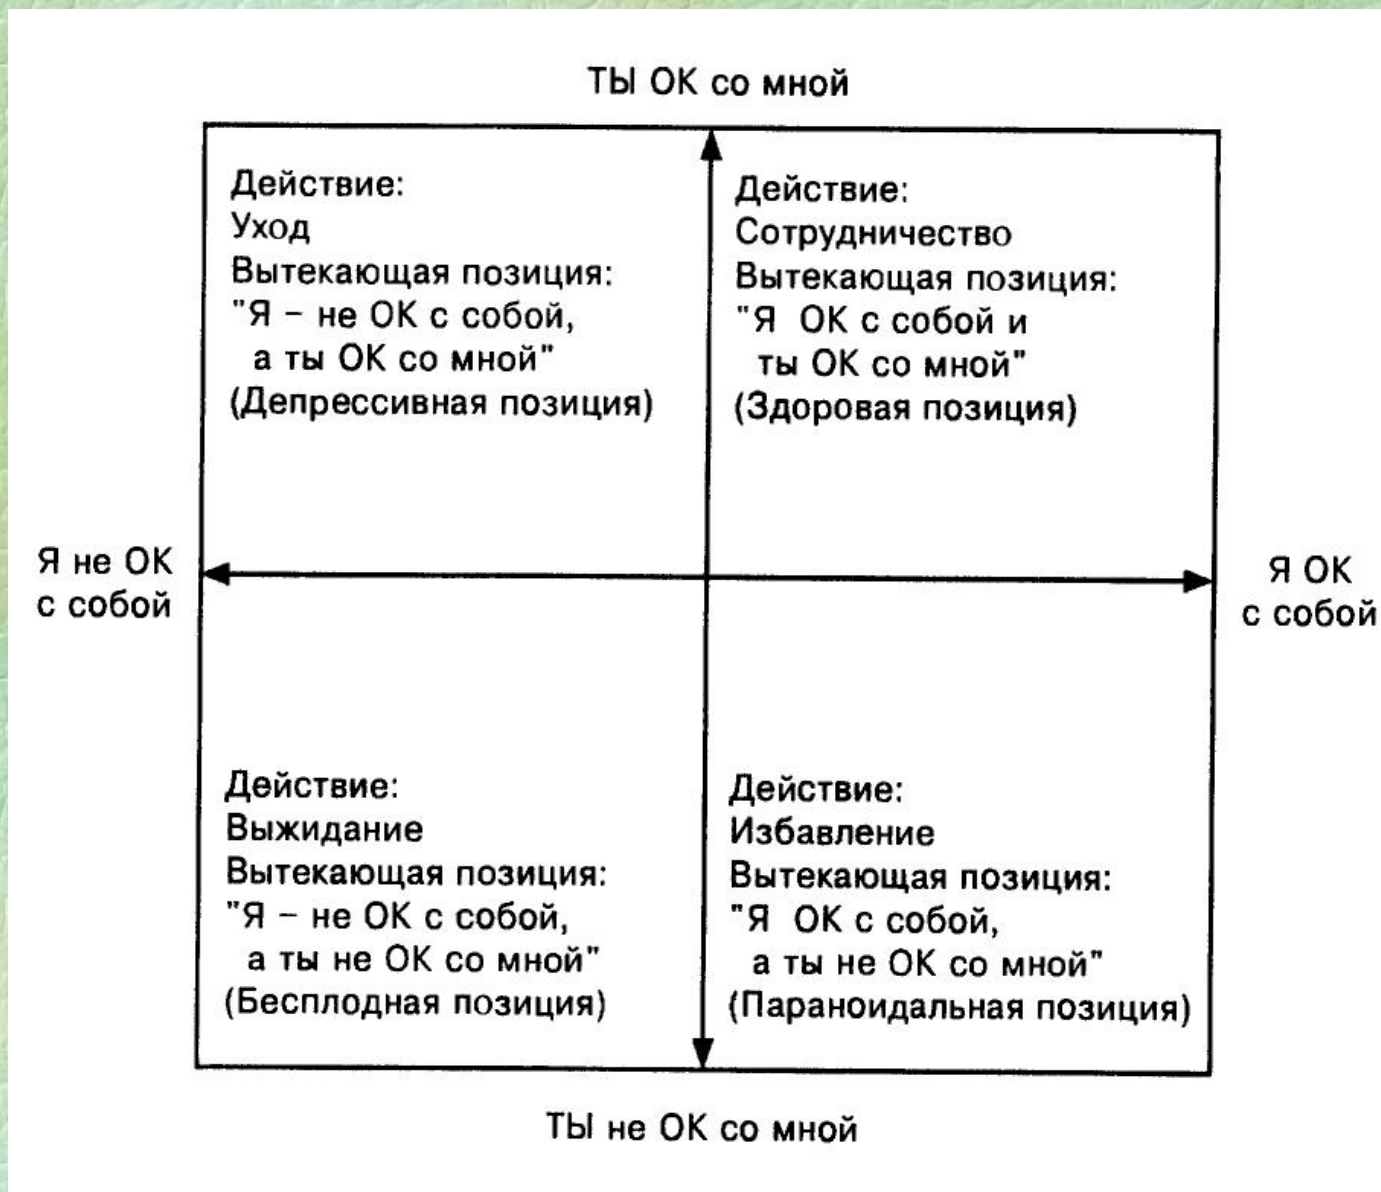 ТЫ ОК со мной
Действие:
Уход
Вытекающая позиция:
"Я – не ОК с собой,
а ты ОК со мной"
(Депрессивная позиция)
Действие:
Сотрудничество
Вытекающая позиция:
"Я ОК с собой и
ты ОК со мной"
(Здоровая позиция)
Я не ОК
с собой
Я ОК
с собой
Действие:
Выжидание
Вытекающая позиция:
"Я – не ОК с собой,
а ты не ОК со мной"
(Бесплодная позиция)
Действие:
Избавление
Вытекающая позиция:
"Я ОК с собой,
а ты не ОК со мной"
(Параноидальная позиция)
ТЫ не ОК со мной